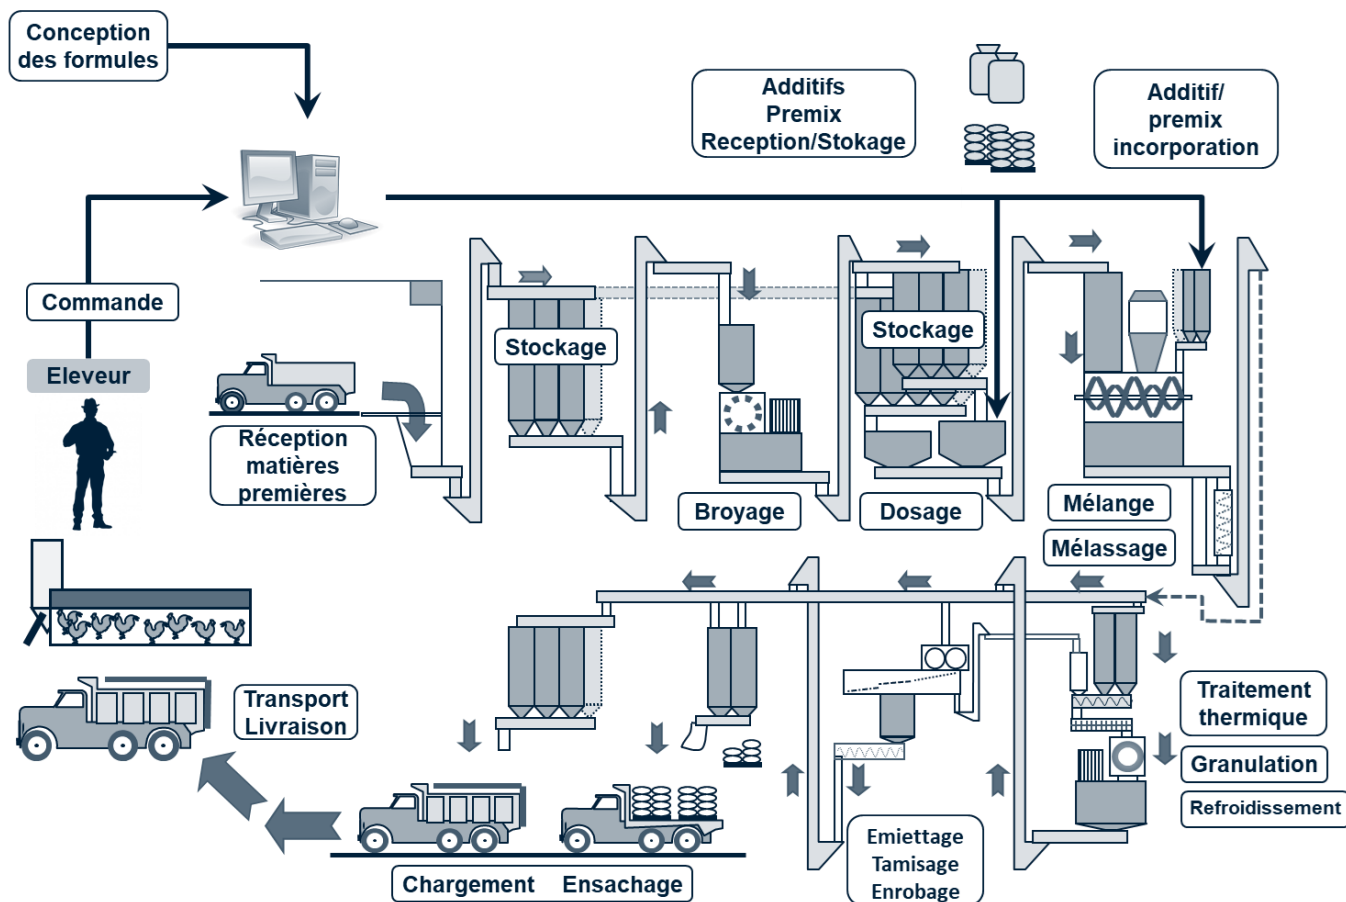 Conception
des formules
Additifs
Premix
Reception/Stokage
Additif/
premix
incorporation
Commande
Eleveur
Stockage
Stockage
Réception
matières
premières
Broyage
Dosage
Mélange
Mélassage
Transport
Livraison
Traitement
thermique
Granulation
Refroidissement
Emiettage
Tamisage
Enrobage
Chargement
Ensachage